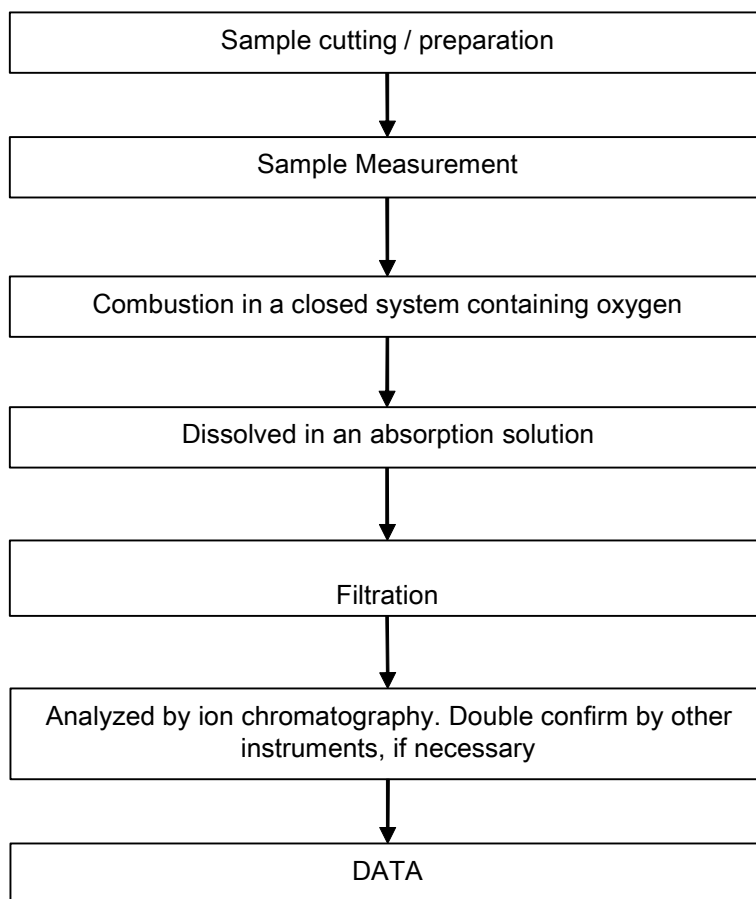 Sample cutting / preparation
Sample Measurement
Combustion in a closed system containing oxygen
Dissolved in an absorption solution
Filtration
Analyzed by ion chromatography. Double confirm by other
instruments, if necessary
DATA